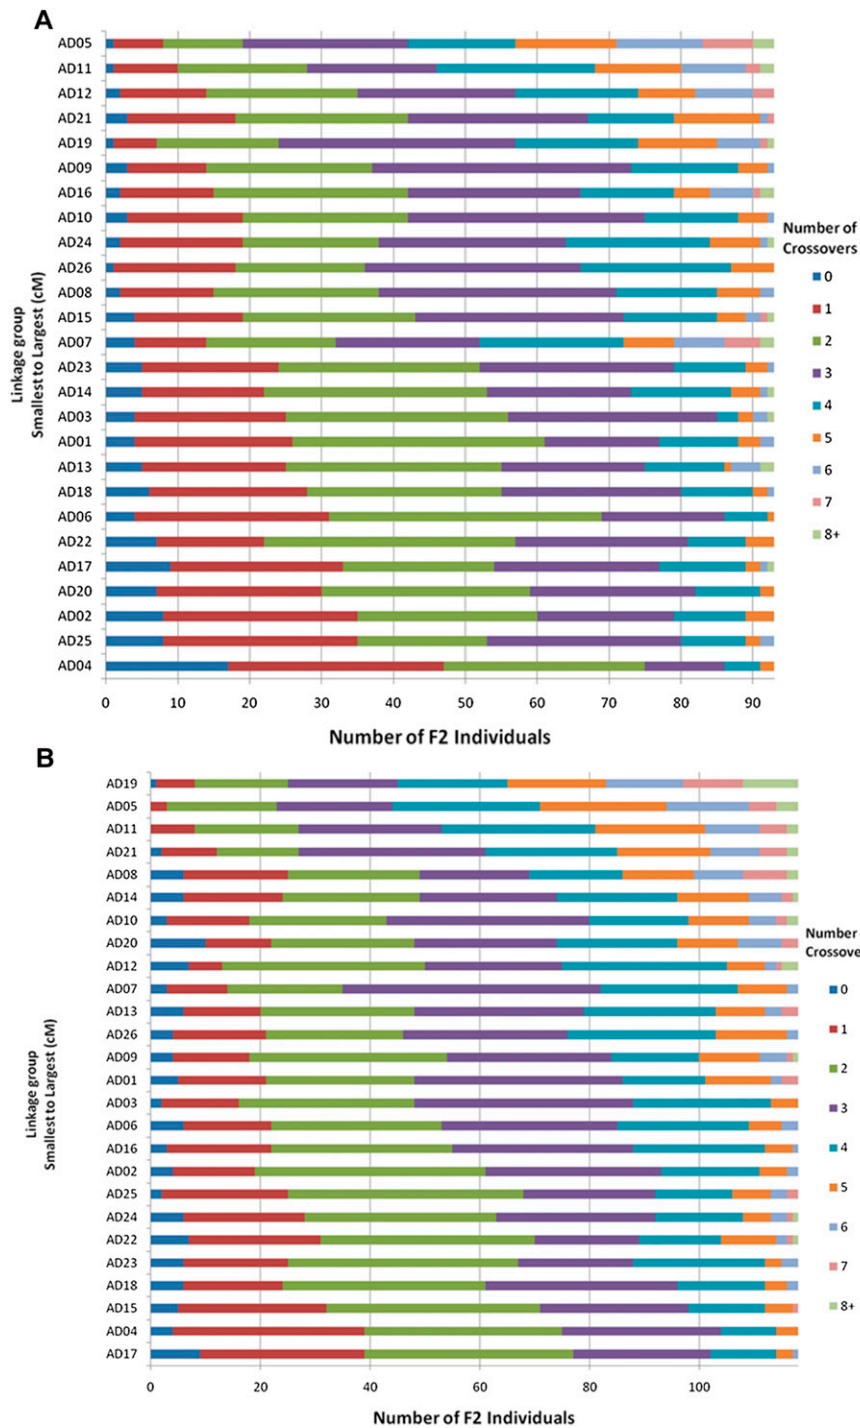 A
AD05
AD11
AD12
AD21
AD19
AD09
AD16
AD10
AD24
AD26
AD08
AD15
AD07
AD23
AD14
AD03
AD01
AD13
AD18
AD06
AD22
AD17
AD20
AD02
AD25
AD04
Linkage group
Smallest to Largest (cM)
0 10 20 30 40 50 60 70 80 90
Number of F2 Individuals
Number of
Crossovers
0
1
2
3
4
5
6
7
8+
B
AD19
AD05
AD11
AD21
AD08
AD14
AD10
AD20
AD12
AD07
AD13
AD26
AD09
AD01
AD03
AD06
AD16
AD02
AD25
AD24
AD22
AD23
AD18
AD15
AD04
AD17
Linkage group
Smallest to Largest (cM)
0 20 40 60 80 100
Number of F2 Individuals
Number
Crossove
0
1
2
3
4
5
6
7
8+